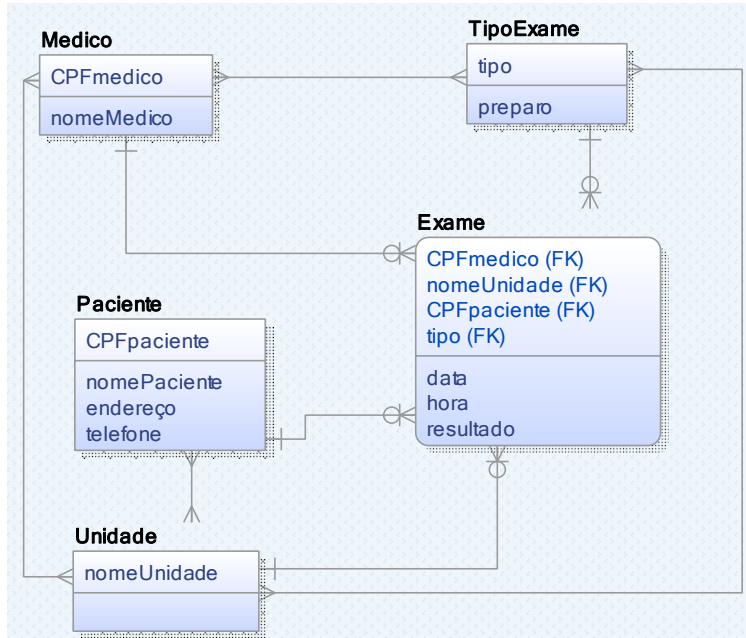 Medico
CPFmedico
nomeMedico
TipoExame
tipo
preparo
Exame
CPFmedico (FK)
nomeUnidade (FK)
CPFpaciente (FK)
tipo (FK)
data
hora
resultado
Paciente
CPFpaciente
nomePaciente
endereço
telefone
Unidade
nomeUnidade